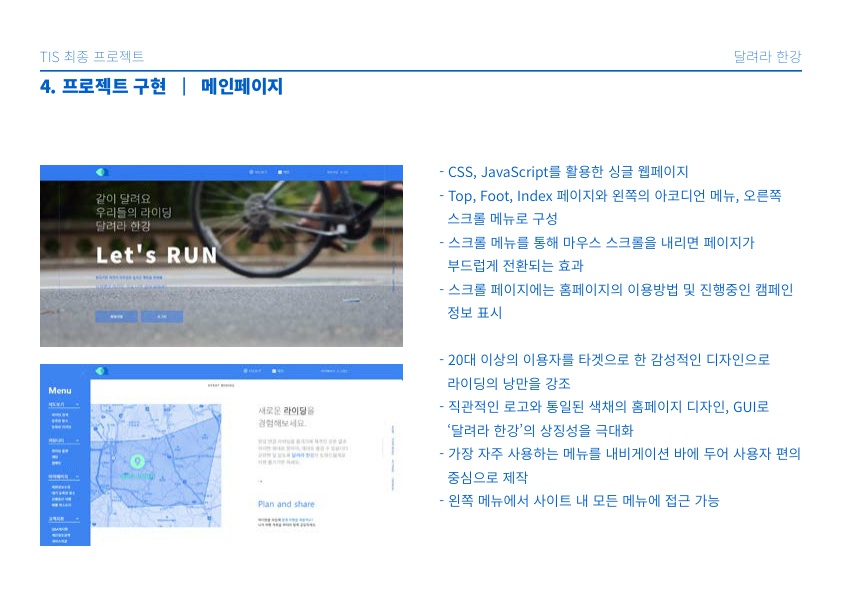 TIS 최종 프로젝트
달려라 한강
4. 프로젝트 구현 | 메인페이지
같이 달려요
우리들의 라이딩
달려라 한강
Let's RUN
Menu
새로운 라이딩을
경험해보세요.
Plan and share
- CSS, JavaScript를 활용한 싱글 웹페이지
- Top, Foot, Index 페이지와 왼쪽의 아코디언 메뉴, 오른쪽
스크롤 메뉴로 구성
- 스크롤 메뉴를 통해 마우스 스크롤을 내리면 페이지가
부드럽게 전환되는 효과
- 스크롤 페이지에는 홈페이지의 이용방법 및 진행중인 캠페인
정보 표시
- 20대 이상의 이용자를 타겟으로 한 감성적인 디자인으로
라이딩의 낭만을 강조
- 직관적인 로고와 통일된 색채의 홈페이지 디자인, GUI로
‘달려라 한강’의 상징성을 극대화
- 가장 자주 사용하는 메뉴를 내비게이션 바에 두어 사용자 편의
중심으로 제작
- 왼쪽 메뉴에서 사이트 내 모든 메뉴에 접근 가능